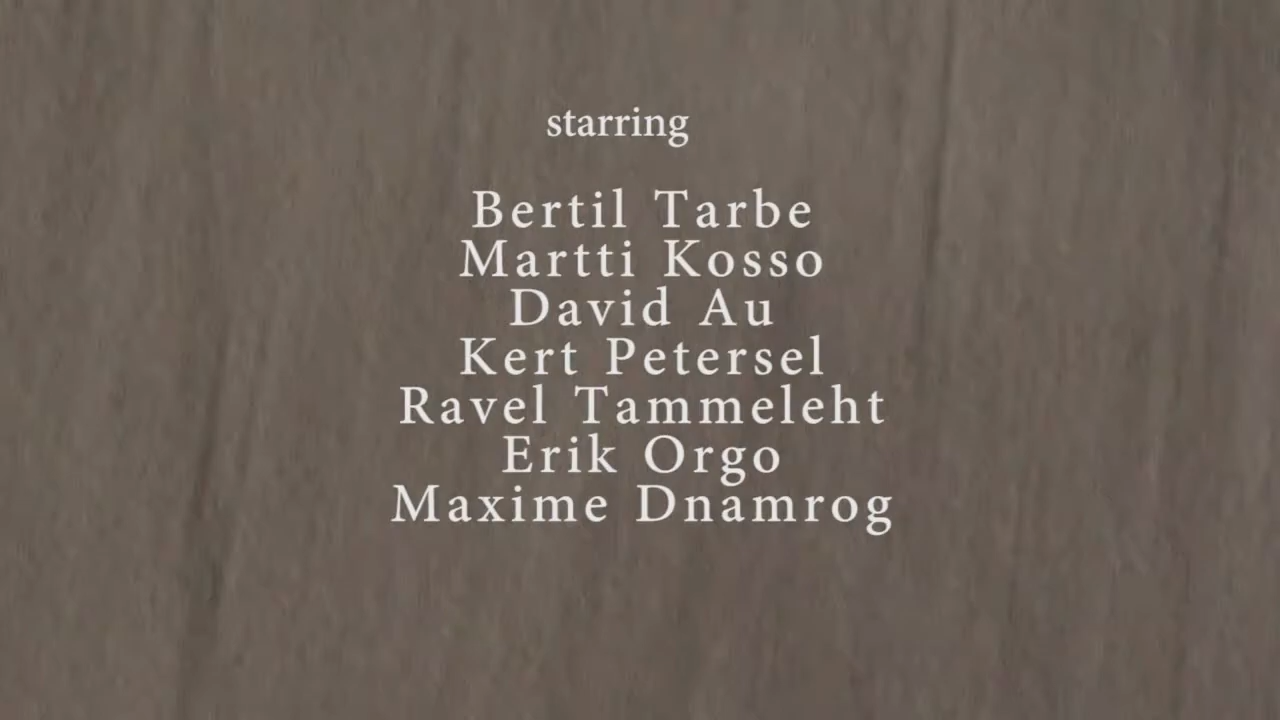 starring
Bertil Tarbe
Martti Kosso
David Au
Kert Petersel
Ravel Tammeleht
Erik Orgo
Maxime Dnamrog